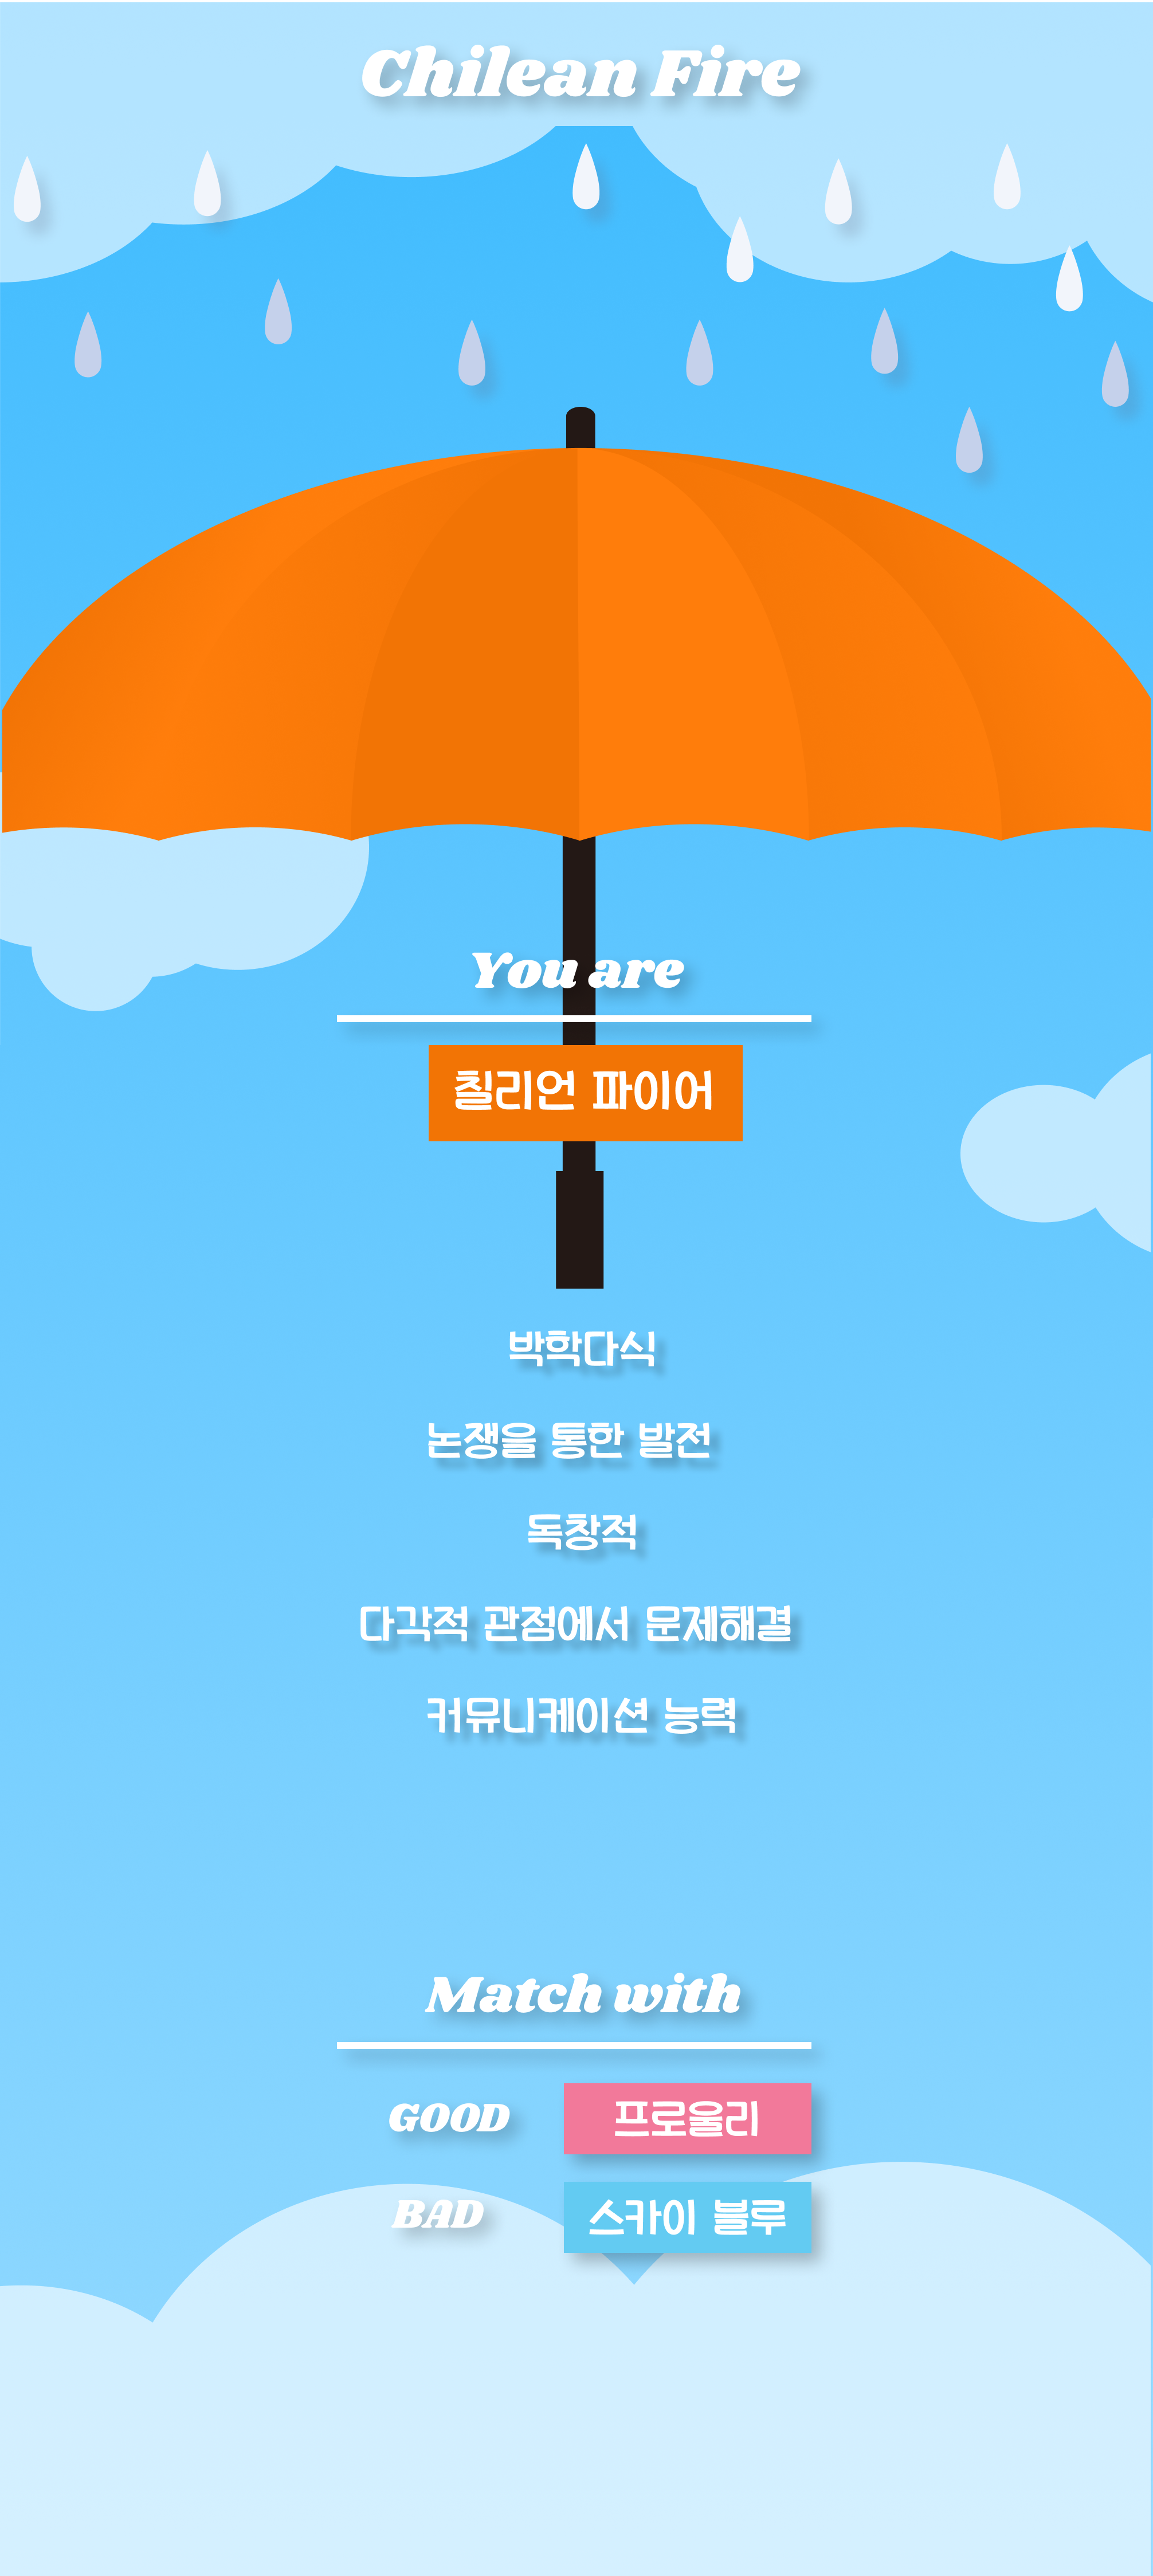 Chilean Fire
You are
칠리언 파이어
박학다식
논쟁을 통한 발전
독창적
다각적 관점에서 문제해결
커뮤니케이션 능력
Match with
GOOD 프로울리
BAD 스카이 블루